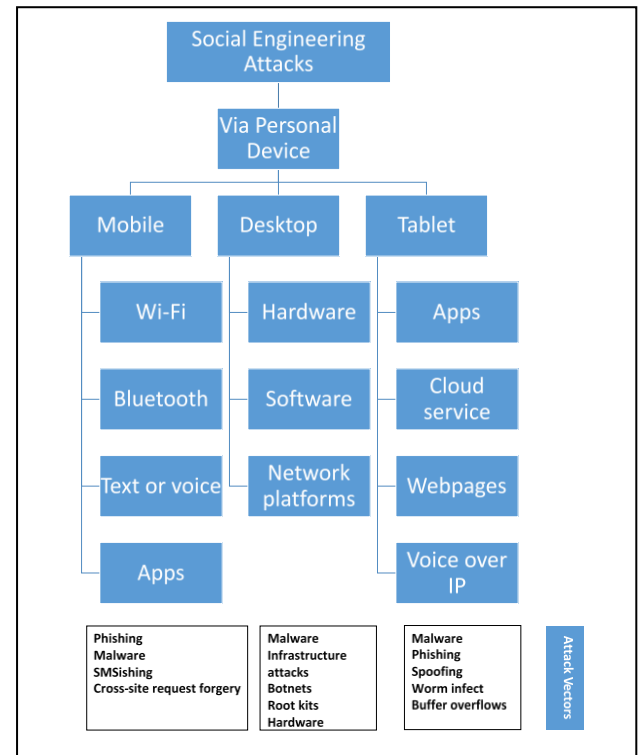 Social Engineering
Attacks
Via Personal
Device
Mobile
Desktop
Tablet
Wi-Fi
Hardware
Apps
Bluetooth
Software
Cloud
service
Text or voice
Network
platforms
Webpages
Apps
Voice over
IP
Phishing
Malware
SMSishing
Cross-site request forgery
Malware
Infrastructure
attacks
Botnets
Root kits
Hardware
Malware
Phishing
Spoofing
Worm infect
Buffer overflows
Attack Vectors